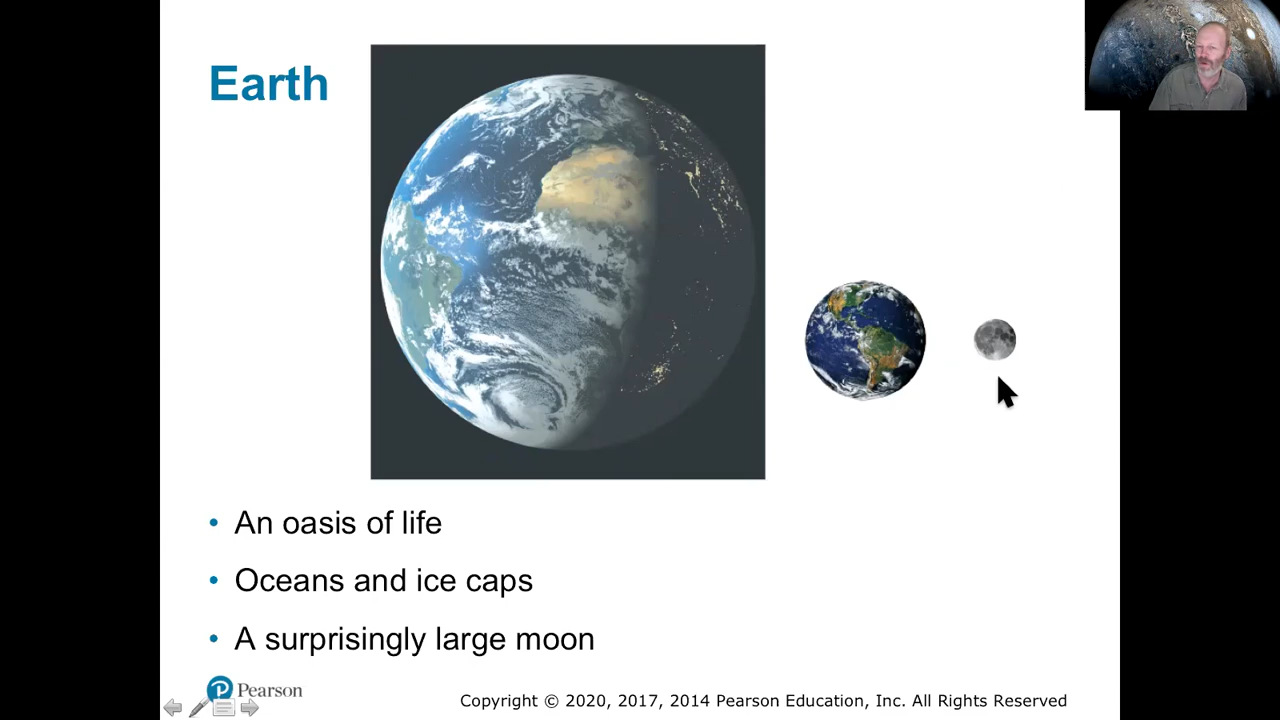 Earth
An oasis of life
Oceans and ice caps
A surprisingly large moon
Pearson
Copyright © 2020, 2017, 2014 Pearson Education, Inc. All Rights Reserved